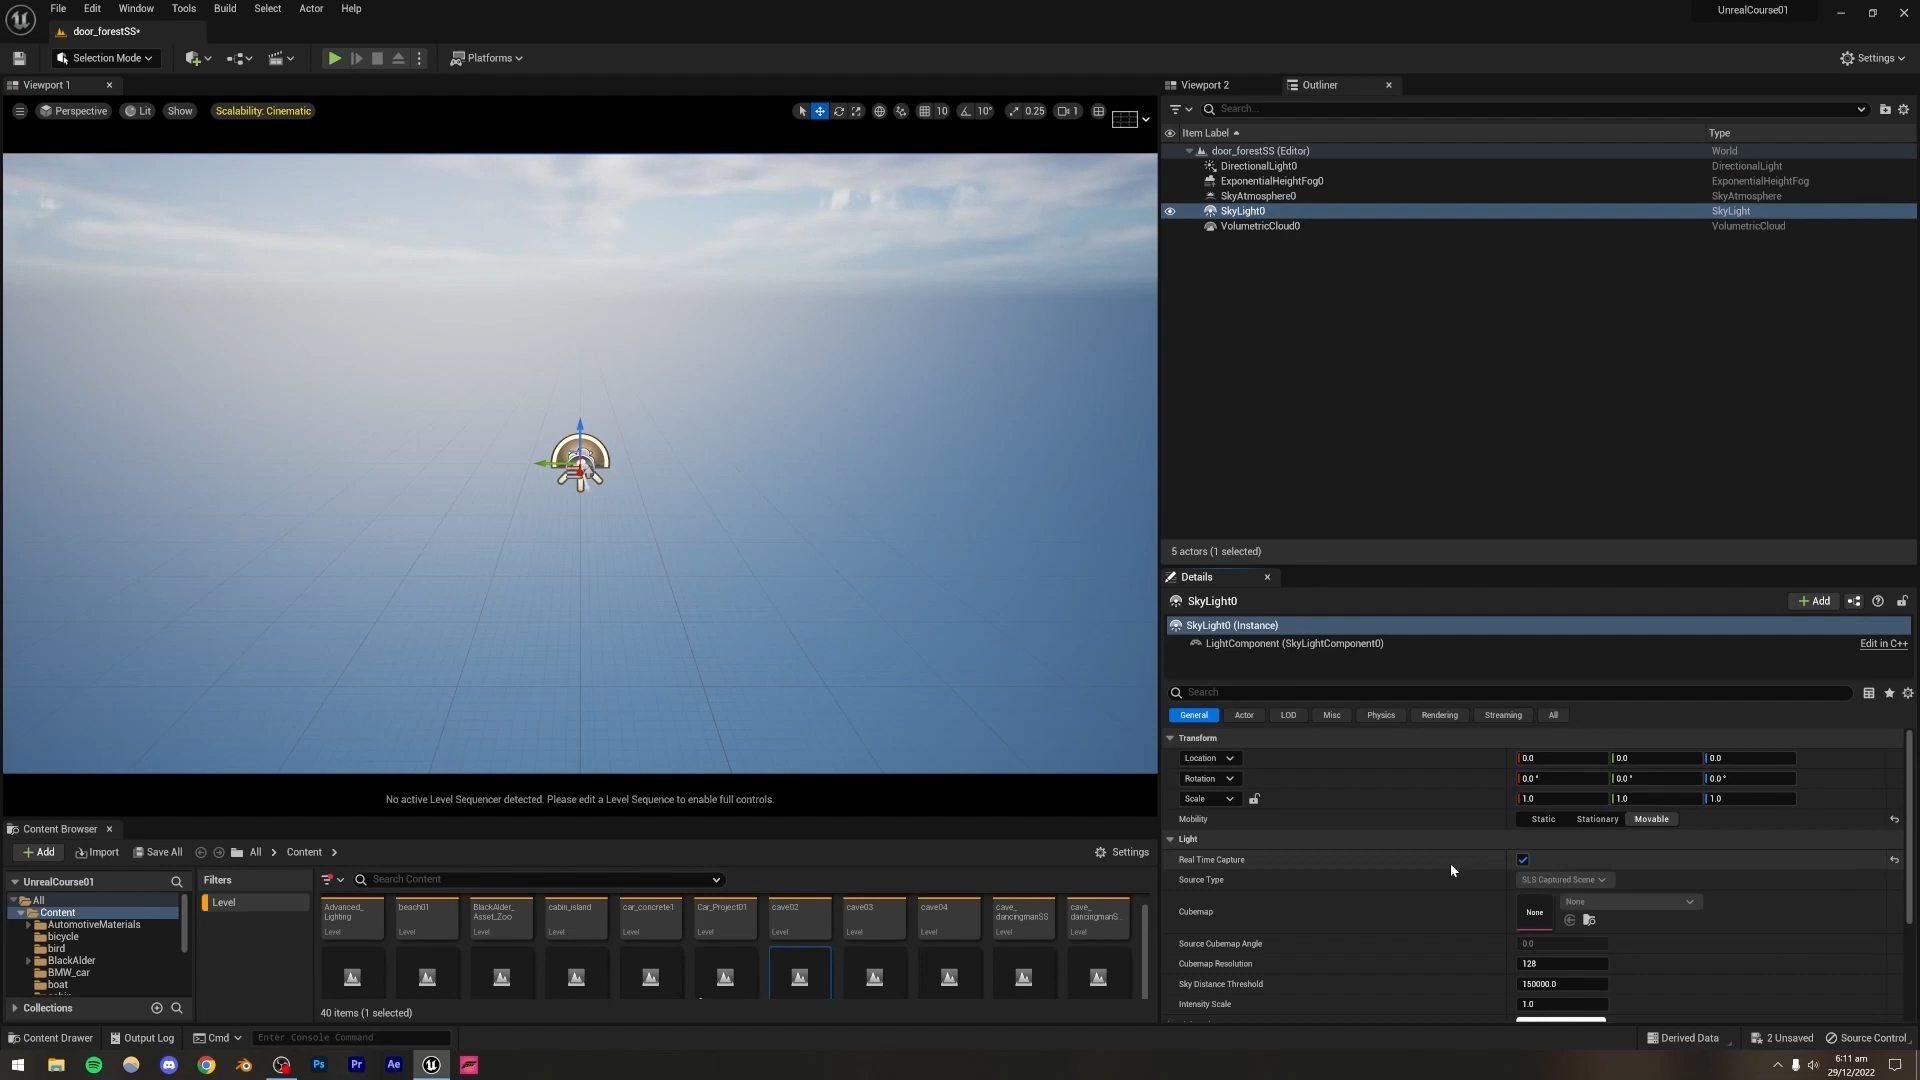 File Edit Window Tools Build Select Actor Help
UnrealCourse01
door_forestSS*
Selection Mode
Platforms
Settings
Viewport 1
Viewport 2
Outliner
Perspective
Lit
Show
Scalability: Cinematic
10
10°
0.25
1
Search...
Item Label
Type
door_forestSS (Editor)
World
DirectionalLight0
DirectionalLight
ExponentialHeightFog0
ExponentialHeightFog
SkyAtmosphere0
SkyAtmosphere
SkyLight0
SkyLight
VolumetricCloud0
VolumetricCloud
5 actors (1 selected)
Details
SkyLight0
Add
SkyLight0 (Instance)
LightComponent (SkyLightComponent0)
Edit in C++
Search
General
Actor
LOD
Misc
Physics
Rendering
Streaming
All
Transform
Location
0.0
0.0
0.0
Rotation
0.0 °
0.0 °
0.0 °
Scale
1.0
1.0
1.0
Mobility
Static
Stationary
Movable
Light
Real Time Capture
Source Type
SLS Captured Scene
Cubemap
None
None
Source Cubemap Angle
0.0
Cubemap Resolution
128
Sky Distance Threshold
150000.0
Intensity Scale
1.0
No active Level Sequencer detected. Please edit a Level Sequence to enable full controls.
Content Browser
Add
Import
Save All
All
Content
Settings
UnrealCourse01
All
Content
AutomotiveMaterials
bicycle
bird
BlackAlder
BMW_car
boat
Collections
Filters
Level
Search Content
Advanced_
Lighting
Level
beach01
Level
BlackAlder_
Asset_Zoo
Level
cabin_island
Level
car_concrete1
Level
Car_Project01
Level
cave02
Level
cave03
Level
cave04
Level
cave_
dancingmanSS
Level
cave_
dancingmanS...
Level
40 items (1 selected)
Content Drawer
Output Log
Cmd
Enter Console Command
Derived Data
2 Unsaved
Source Control
Ps
Pr
Ae
6:11 am
29/12/2022